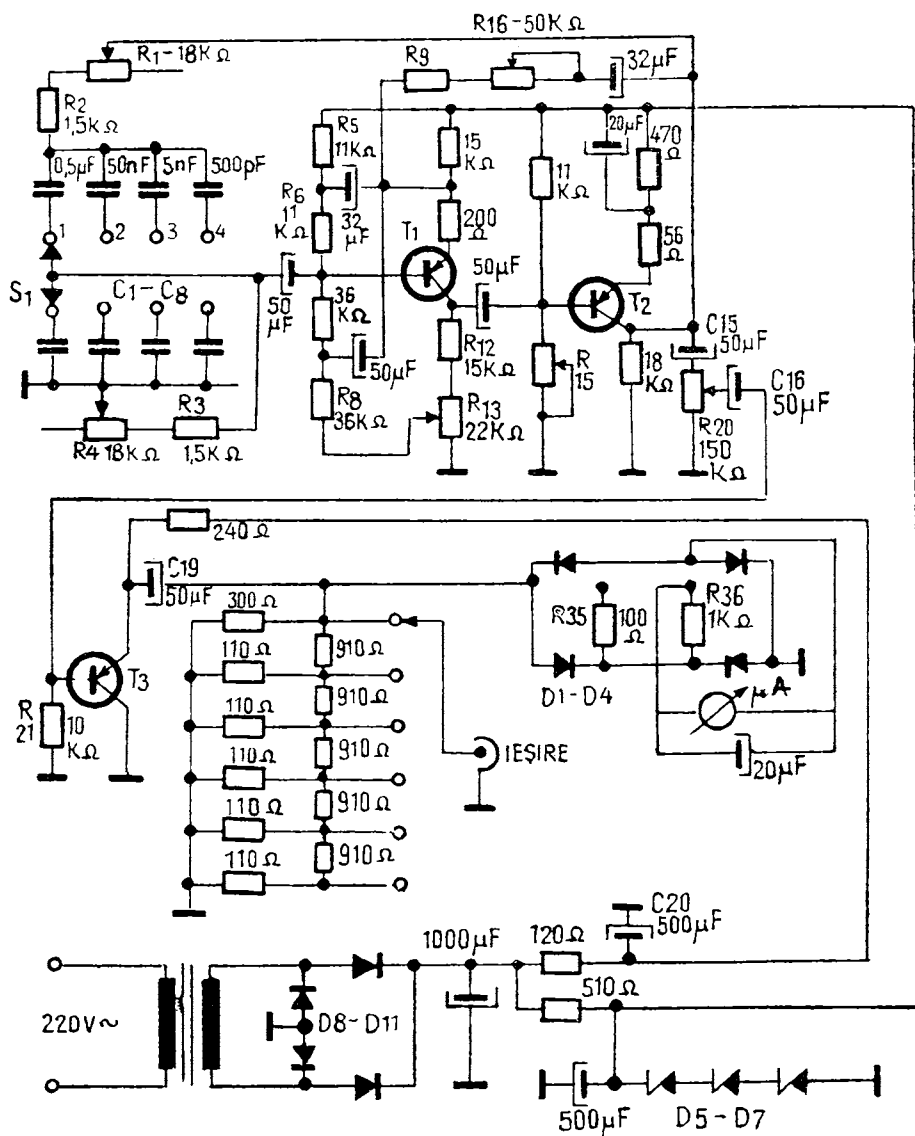 R16-50KΩ
R1-18KΩ
R9
32μF
R2
1,5KΩ
R5
11KΩ
15
KΩ
20μF
470
Ω
0,5μF 50nF 5nF 500pF
R6
11
KΩ
32
μF
11
KΩ
200
Ω
56
Ω
1 2 3 4
T1
50μF
T2
S1
C1-C8
50
μF
36
KΩ
50μF
R12
15KΩ
R
15
18
KΩ
C15
50μF
C16
50μF
R8
36KΩ
R13
22KΩ
R20
150
KΩ
R3
R4 18KΩ
1,5KΩ
240Ω
C19
50μF
300Ω
910Ω
R35
100Ω
R36
1KΩ
110Ω
910Ω
T3
D1-D4
μA
R
21
10
KΩ
110Ω
910Ω
IEȘIRE
20μF
110Ω
910Ω
110Ω
910Ω
110Ω
C20
500μF
1000μF
120Ω
510Ω
220V~
D8-D11
500μF
D5-D7